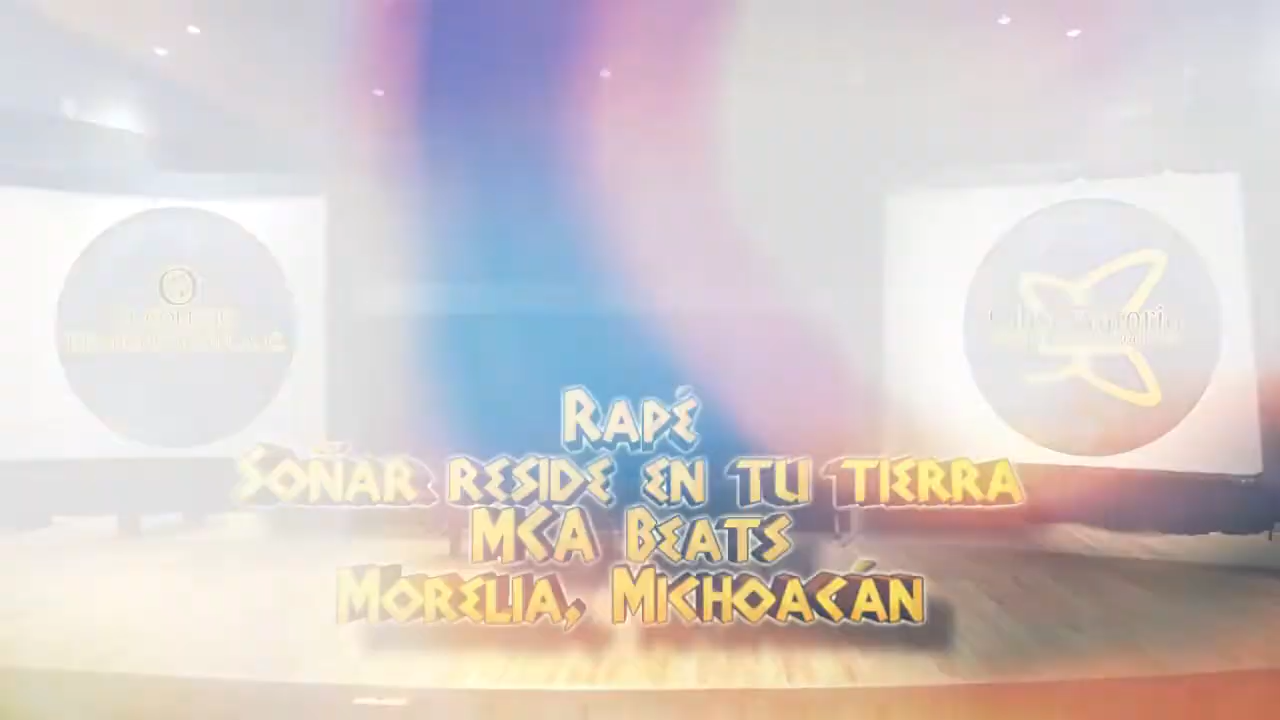 Rapé
Soñar reside en tu tierra
MCA Beats
Morelia, Michoacán